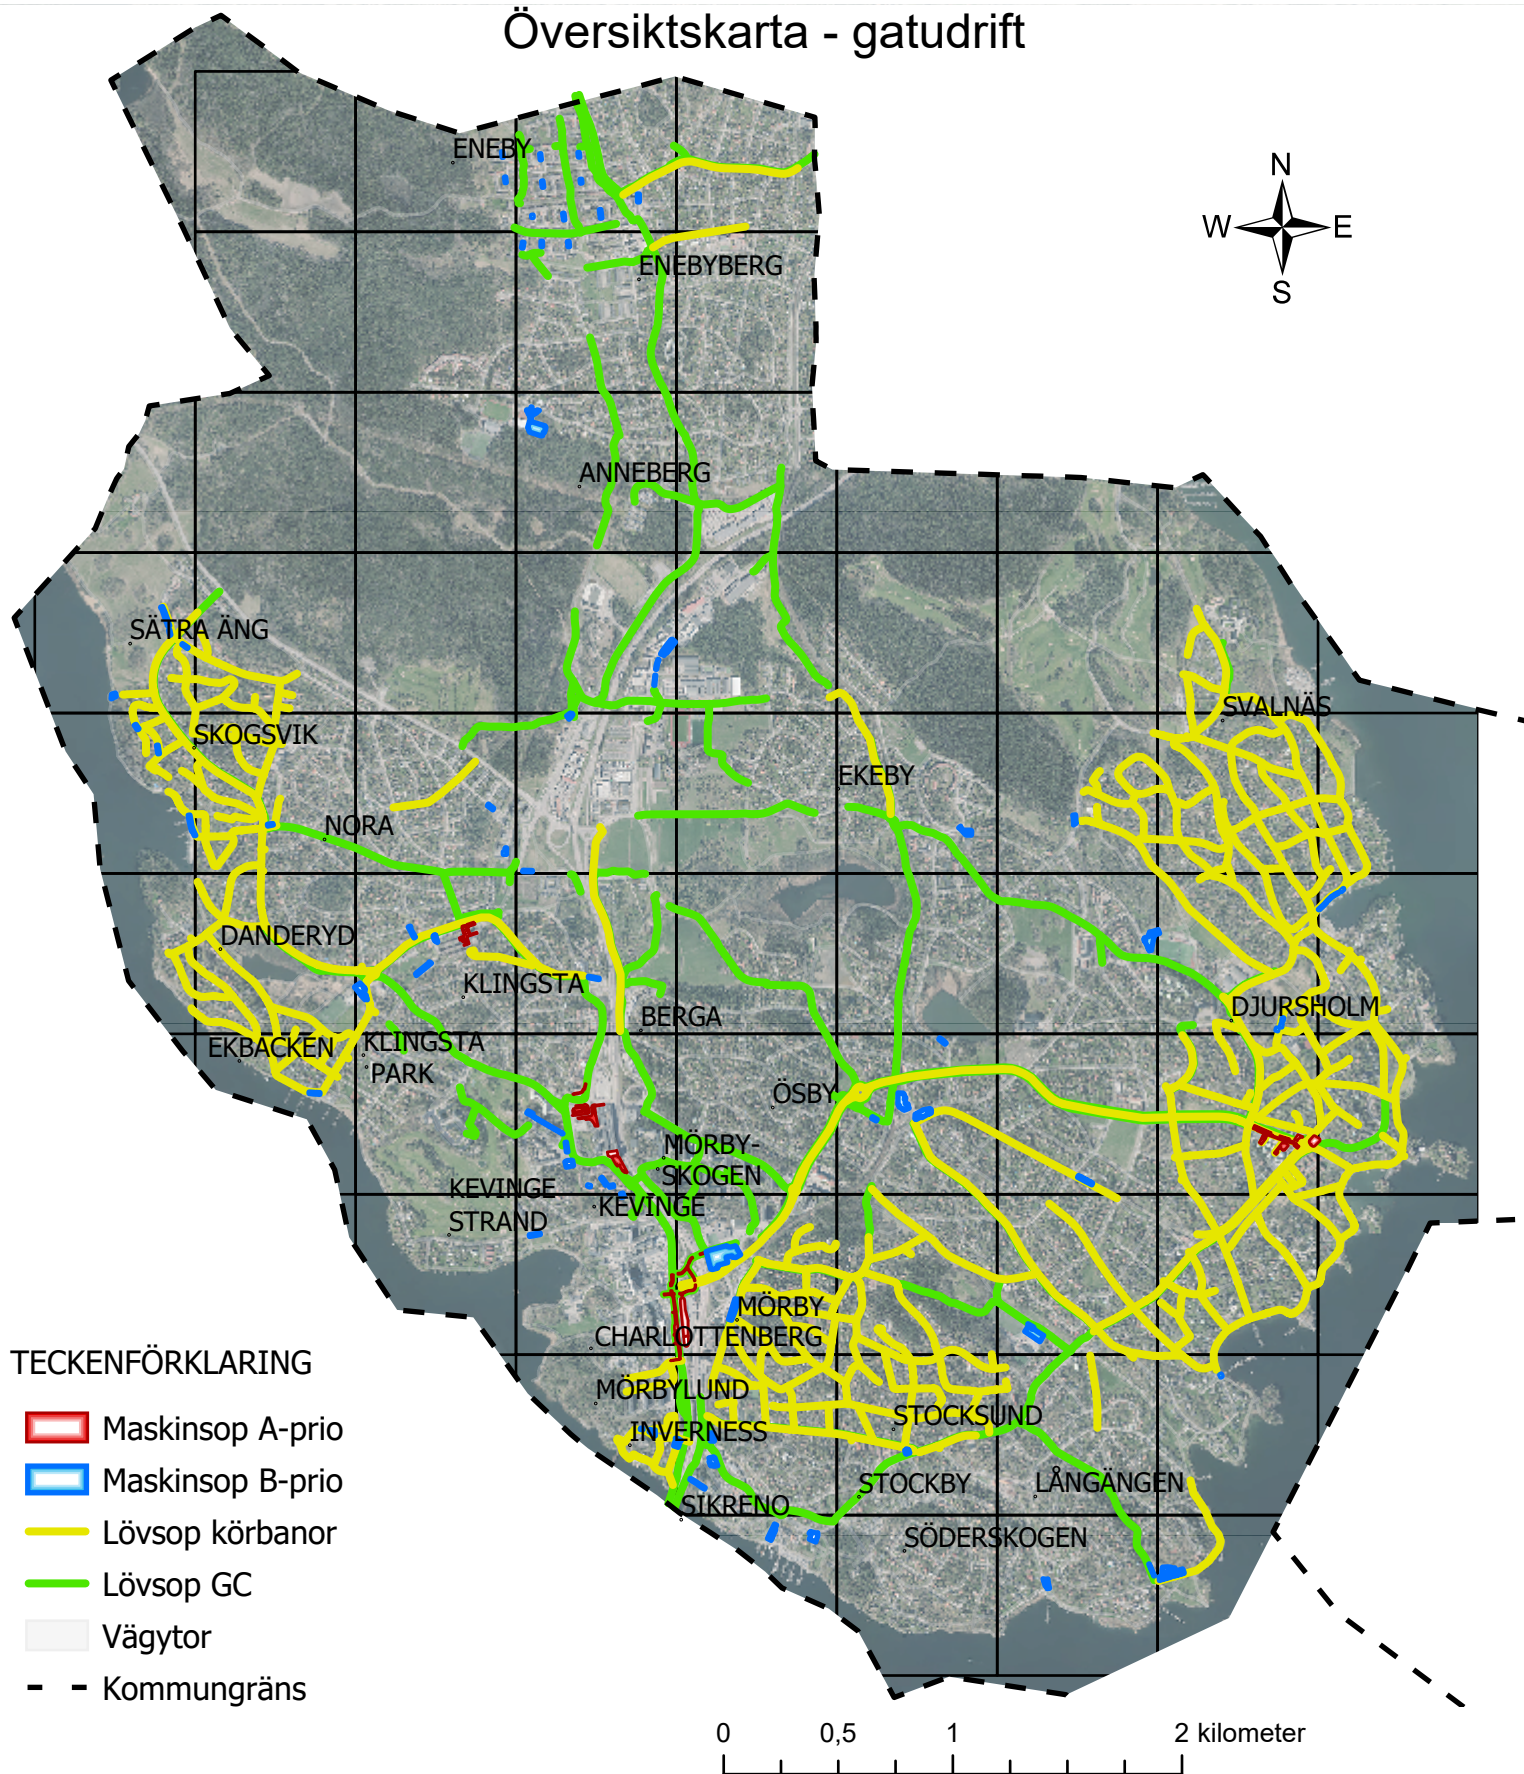 Översiktskarta - gatudrift
ENEBY
N
W
E
S
ENEBYBERG
ANNEBERG
SÄTRA ÄNG
SVALNÄS
SKOGSVIK
EKEBY
NORA
DANDERYD
KLINGSTA
DJURSHOLM
BERGA
EKBACKEN
KLINGSTA
PARK
ÖSBY
MÖRBY-
SKOGEN
KEVINGE
STRAND
KEVINGE
MÖRBY
CHARLOTTENBERG
MÖRBYLUND
STOCKSUND
INVERNESS
STOCKBY
LÅNGÄNGEN
SIKRENO
SÖDERSKOGEN
TECKENFÖRKLARING
Maskinsop A-prio
Maskinsop B-prio
Lövsop körbanor
Lövsop GC
Vägytor
Kommungräns
0 0,5 1 2 kilometer